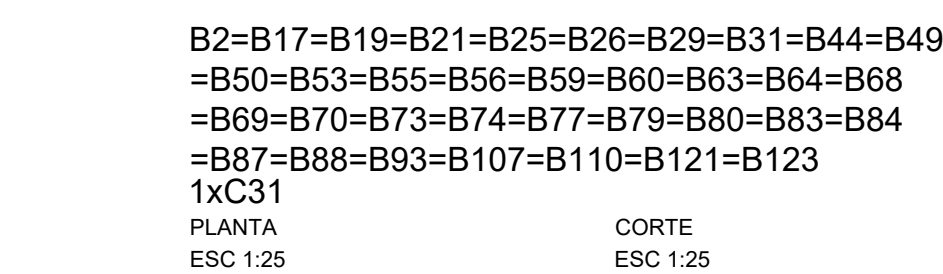 B2=B17=B19=B21=B25=B26=B29=B31=B44=B49
=B50=B53=B55=B56=B59=B60=B63=B64=B68
=B69=B70=B73=B74=B77=B79=B80=B83=B84
=B87=B88=B93=B107=B110=B121=B123
1xC31
PLANTA CORTE
ESC 1:25 ESC 1:25